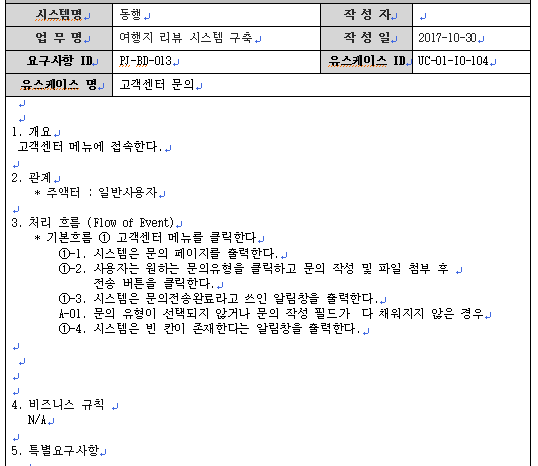 시스템명 동행 작 성 자
업 무 명 여행지 리뷰 시스템 구축 작 성 일 2017-10-30
요구사항 ID PJ-BD-013 유스케이스 ID UC-01-IO-104
유스케이스 명 고객센터 문의
1. 개요
고객센터 메뉴에 접속한다.
2. 관계
* 주액터 : 일반사용자
3. 처리 흐름 (Flow of Event)
* 기본흐름 ① 고객센터 메뉴를 클릭한다.
①-1. 시스템은 문의 페이지를 출력한다.
①-2. 사용자는 원하는 문의유형을 클릭하고 문의 작성 및 파일 첨부 후
전송 버튼을 클릭한다.
①-3. 시스템은 문의전송완료라고 쓰인 알림창을 출력한다.
A-01. 문의 유형이 선택되지 않거나 문의 작성 필드가 다 채워지지 않은 경우
①-4. 시스템은 빈 칸이 존재한다는 알림창을 출력한다.
4. 비즈니스 규칙
N/A
5. 특별요구사항